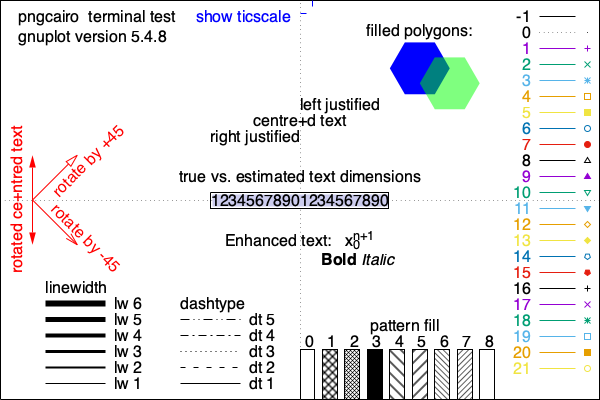 pngcairo terminal test
gnuplot version 5.4.8
show ticscale
filled polygons:
left justified
centre+d text
right justified
rotated ce+ntred text
rotate by +45
rotate by -45
true vs. estimated text dimensions
12345678901234567890
Enhanced text: x₀ⁿ⁺¹
Bold Italic
linewidth
lw 6
lw 5
lw 4
lw 3
lw 2
lw 1
dashtype
dt 5
dt 4
dt 3
dt 2
dt 1
pattern fill
0 1 2 3 4 5 6 7 8
-1
0
1
2
3
4
5
6
7
8
9
10
11
12
13
14
15
16
17
18
19
20
21